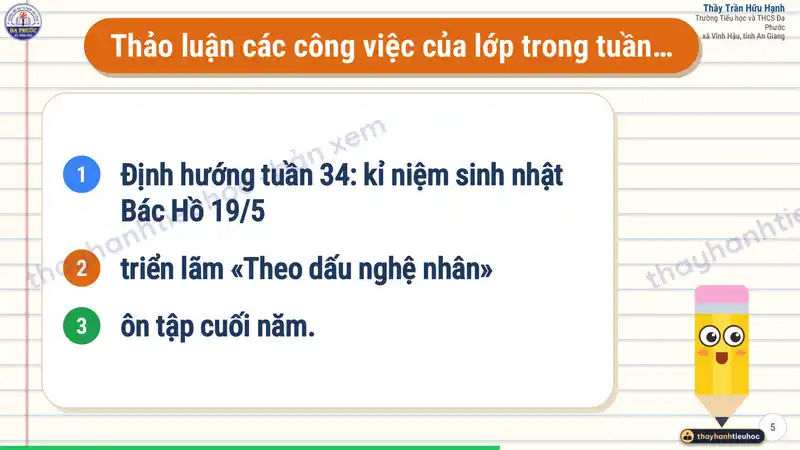 ĐA PHƯỚC
Thầy Trần Hữu Hạnh
Trường Tiểu học và THCS Đa
Phước
xã Vĩnh Hậu, tỉnh An Giang
Thảo luận các công việc của lớp trong tuần…
1 Định hướng tuần 34: kỉ niệm sinh nhật
Bác Hồ 19/5
2 triển lãm «Theo dấu nghệ nhân»
3 ôn tập cuối năm.
thayhanhtieuhoc
5